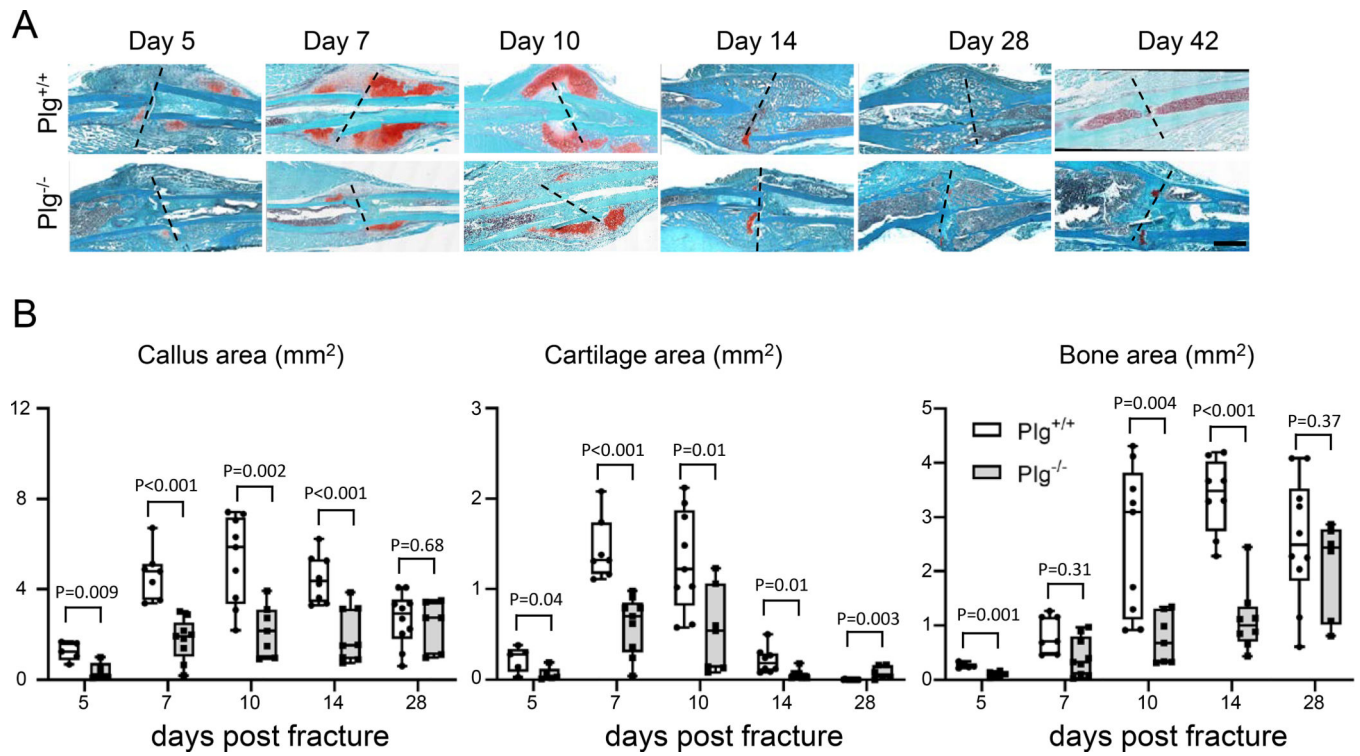 A
Day 5 Day 7 Day 10 Day 14 Day 28 Day 42
Plg+/+
Plg-/-
B
Callus area (mm²)
12
8
4
0
P=0.009
P<0.001
P=0.002
P<0.001
P=0.68
5 7 10 14 28
days post fracture
Cartilage area (mm²)
3
2
1
0
P=0.04
P<0.001
P=0.01
P=0.01
P=0.003
5 7 10 14 28
days post fracture
Bone area (mm²)
5
4
3
2
1
0
Plg+/+
Plg-/-
P=0.001
P=0.31
P=0.004
P<0.001
P=0.37
5 7 10 14 28
days post fracture